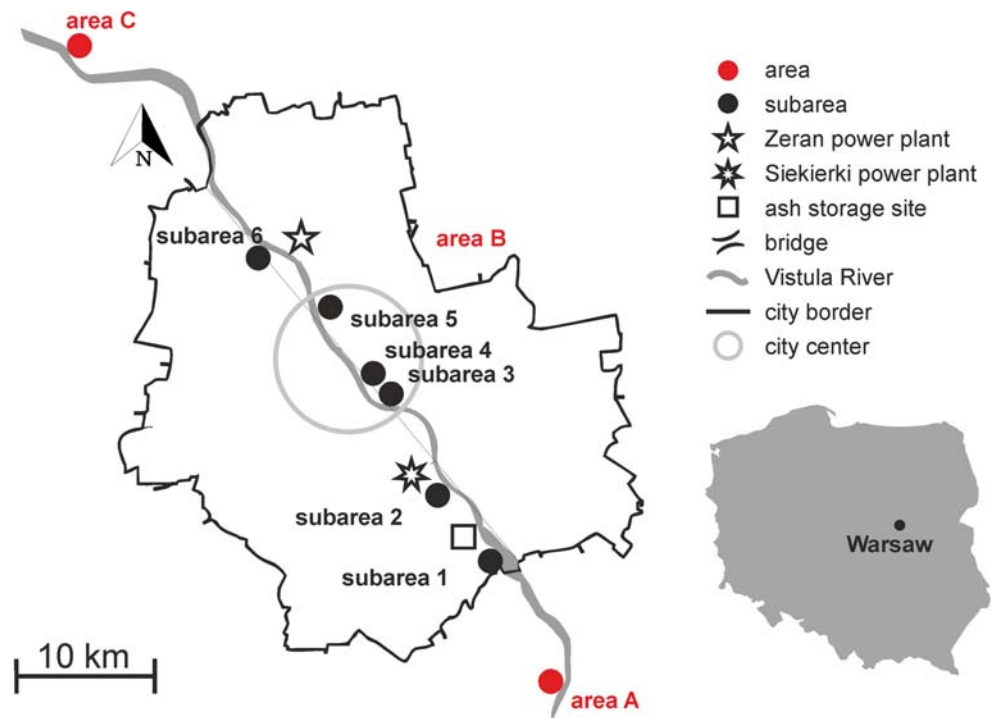 area C
N
subarea 6
area B
subarea 5
subarea 4
subarea 3
subarea 2
subarea 1
10 km
area A
area
subarea
Zeran power plant
Siekierki power plant
ash storage site
bridge
Vistula River
city border
city center
Warsaw